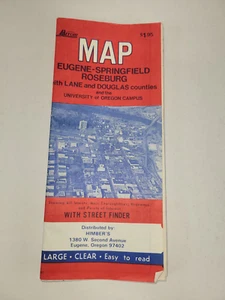 MAP
EUGENE-SPRINGFIELD
ROSEBURG
with LANE and DOUGLAS counties
and the
UNIVERSITY of OREGON CAMPUS
WITH STREET FINDER
Distributed by
HIMBER'S
1380 W. Second Avenue
Eugene, Oregon 97402
LARGE • CLEAR • Easy to read